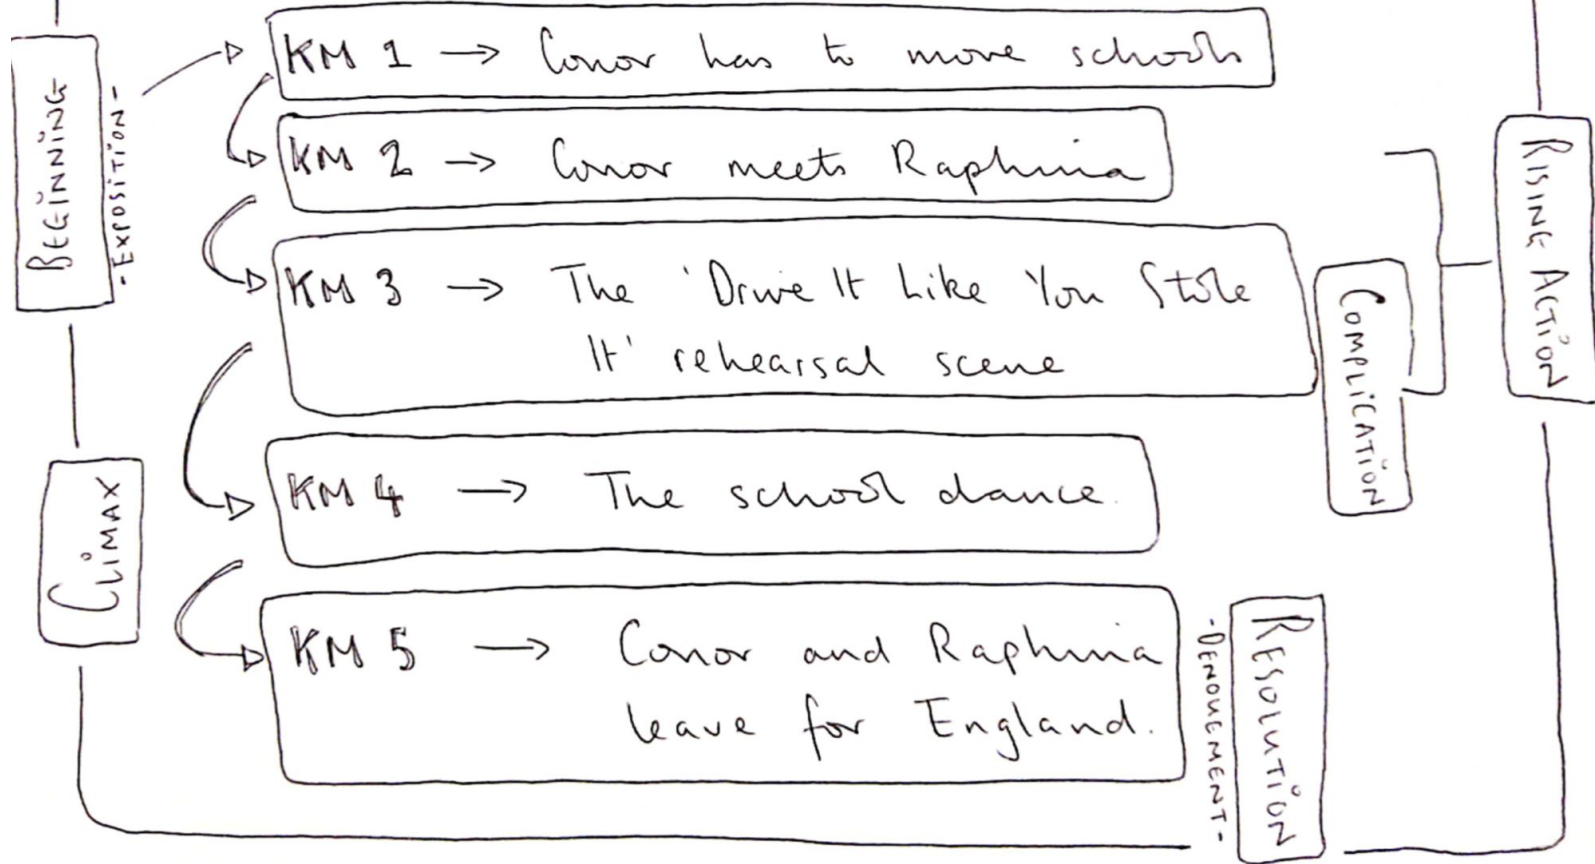 BEGINNING
-EXPOSITION-
KM 1 → Conor has to move schools
KM 2 → Conor meets Raphina
KM 3 → The 'Drive It Like You Stole
It' rehearsal scene
COMPLICATION
RISING ACTION
CLIMAX
KM 4 → The school dance.
KM 5 → Conor and Raphina
leave for England.
RESOLUTION
-DENOUEMENT-